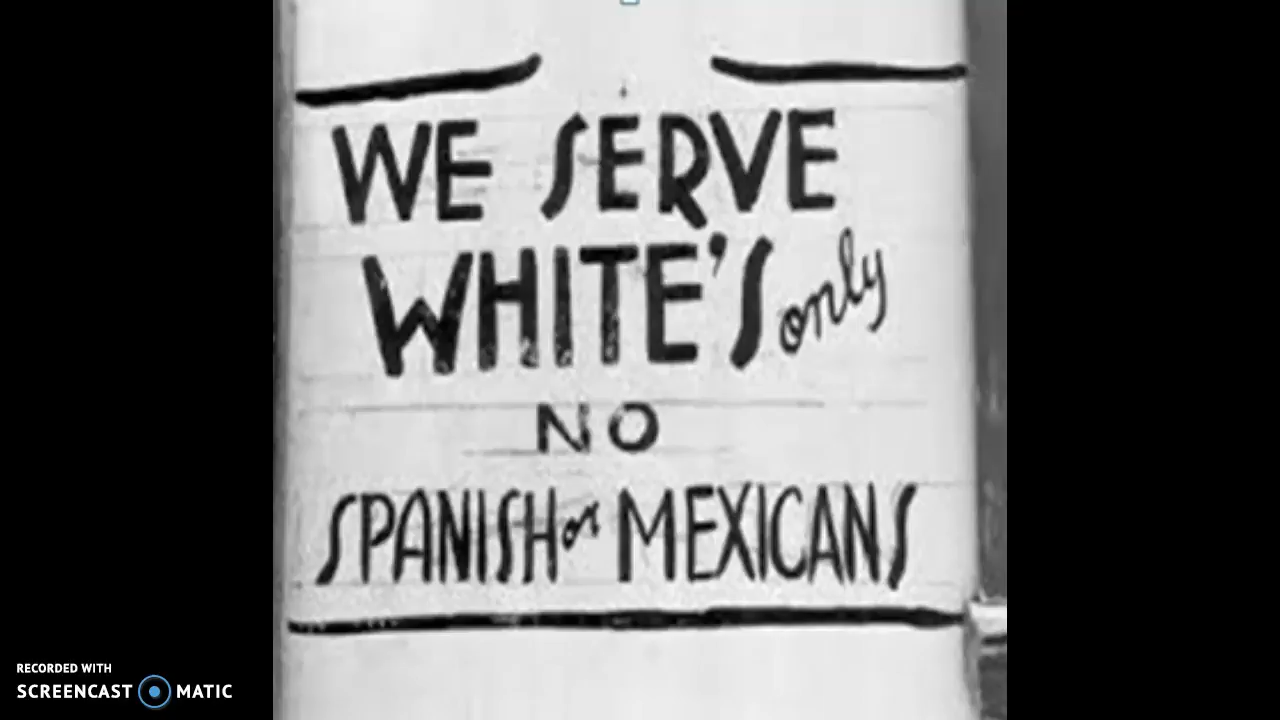 WE SERVE
WHITE'S only
NO
SPANISH or MEXICANS
RECORDED WITH
SCREENCAST MATIC